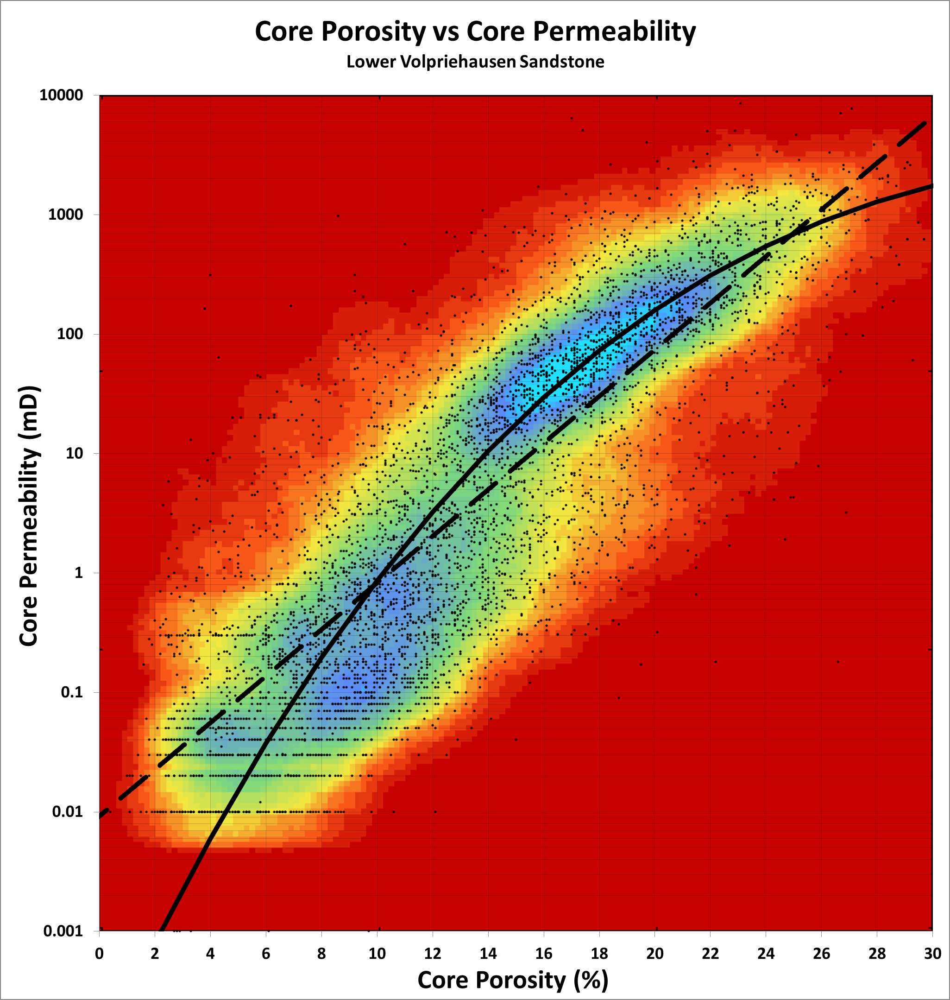 Core Porosity vs Core Permeability
Lower Volpriehausen Sandstone
10000
1000
100
10
1
0.1
0.01
0.001
Core Permeability (mD)
0 2 4 6 8 10 12 14 16 18 20 22 24 26 28 30
Core Porosity (%)